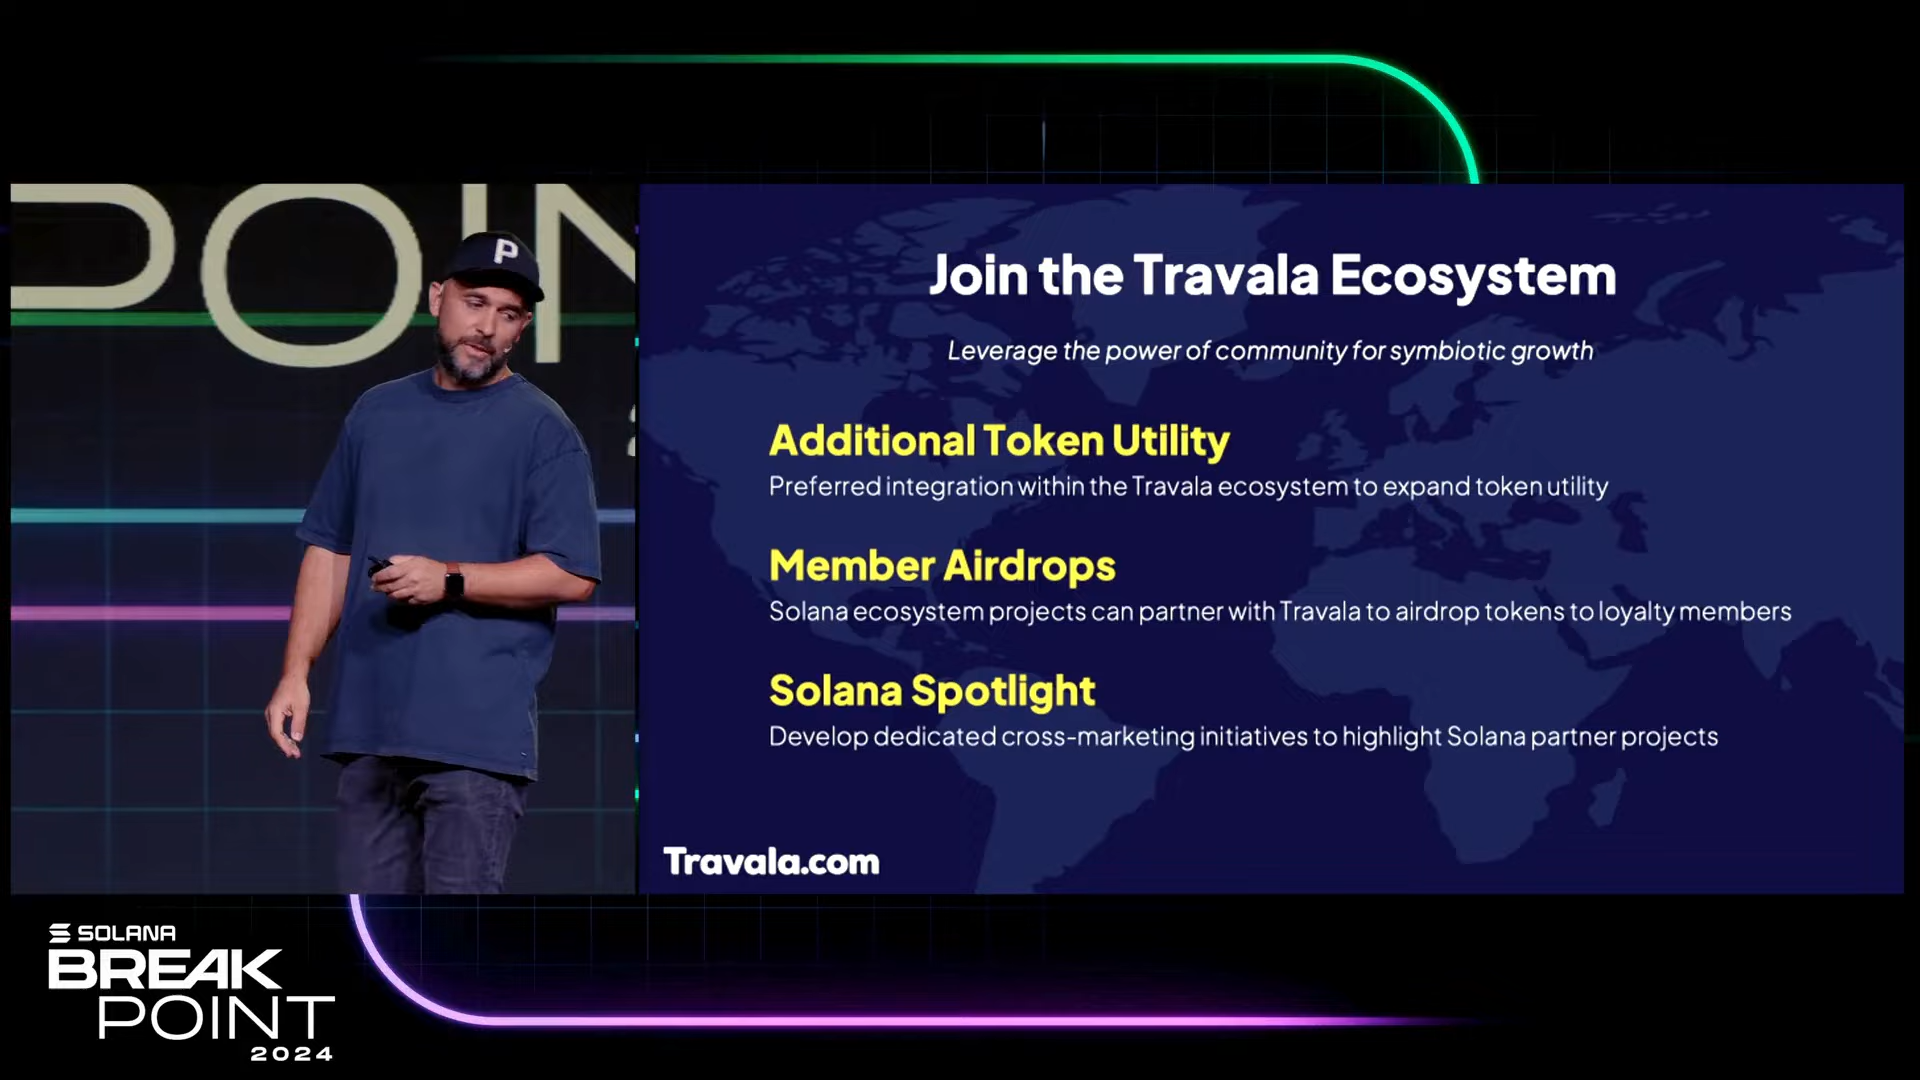 POIN
P
Join the Travala Ecosystem
Leverage the power of community for symbiotic growth
Additional Token Utility
Preferred integration within the Travala ecosystem to expand token utility
Member Airdrops
Solana ecosystem projects can partner with Travala to airdrop tokens to loyalty members
Solana Spotlight
Develop dedicated cross-marketing initiatives to highlight Solana partner projects
Travala.com
SOLANA
BREAK
POINT
2024